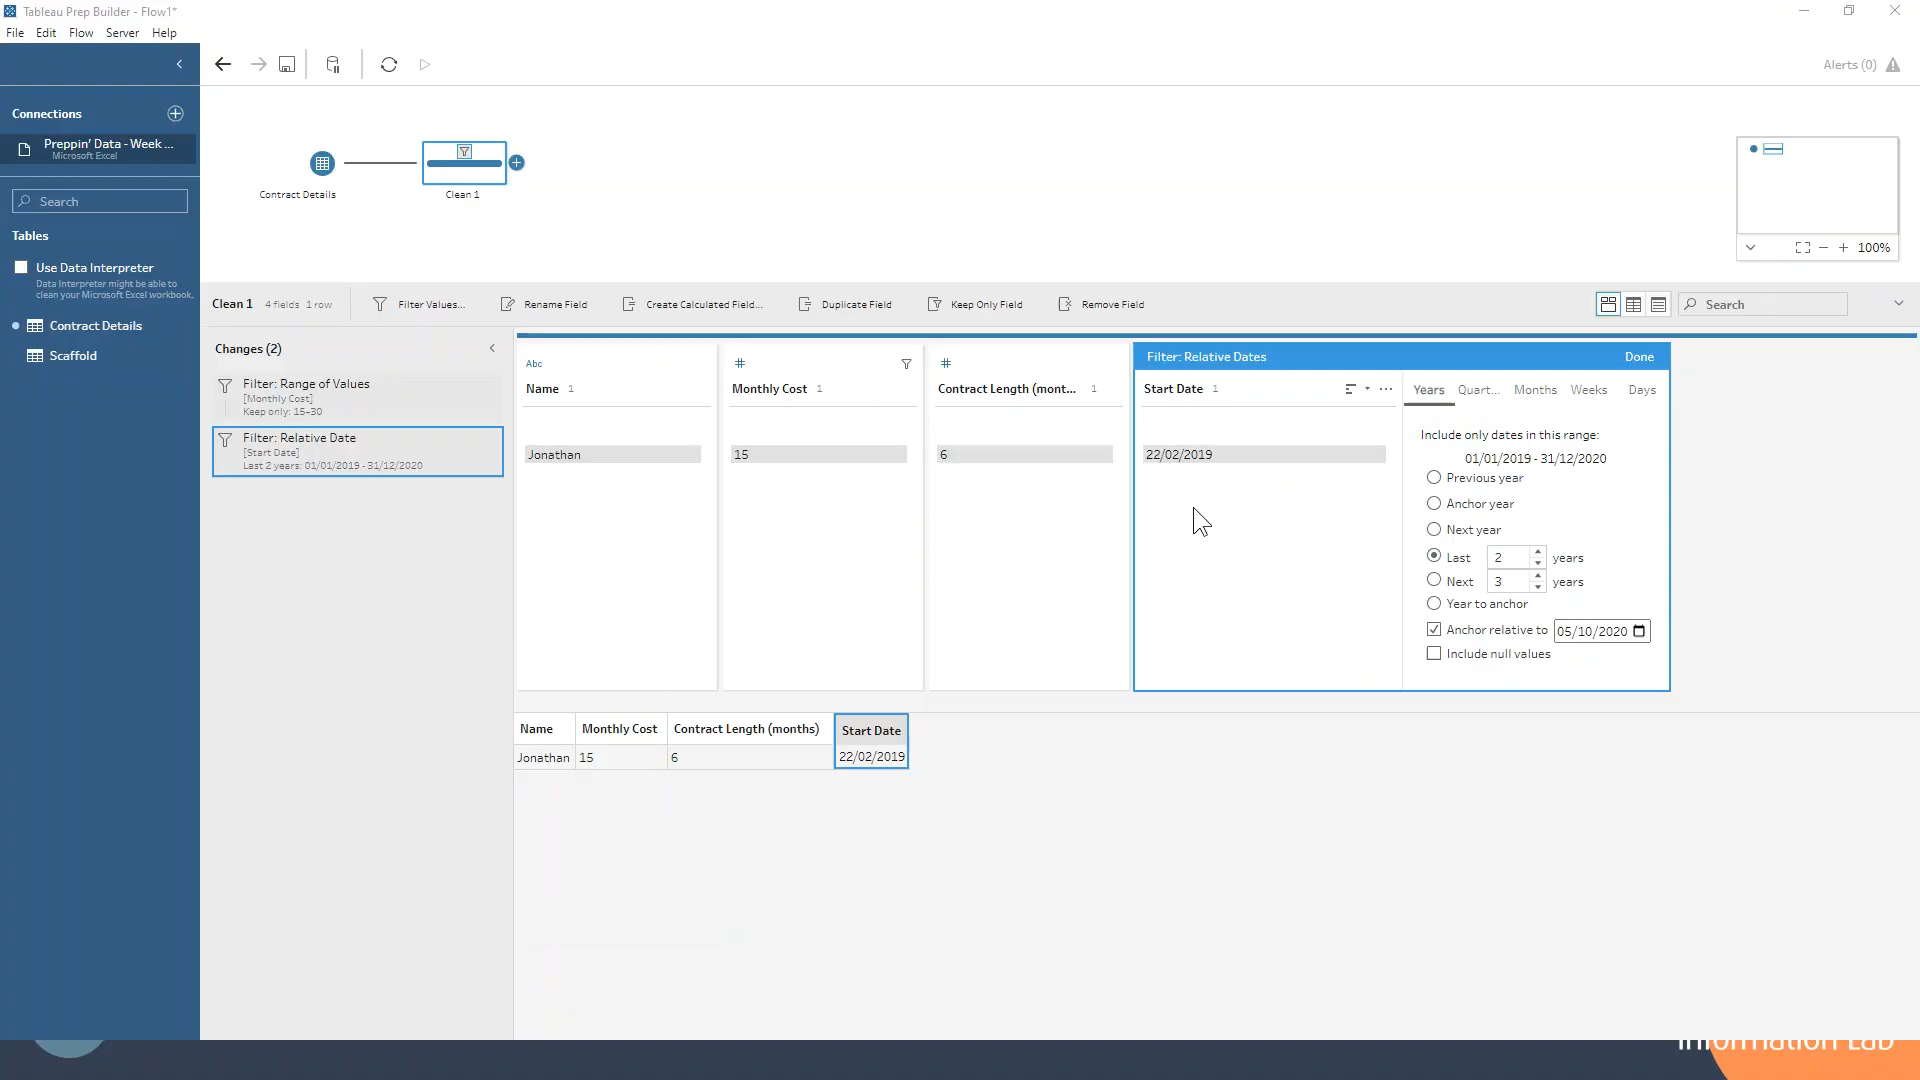 Tableau Prep Builder - Flow1*
File Edit Flow Server Help
Alerts (0)
Connections
Preppin' Data - Week ...
Microsoft Excel
Search
Tables
Use Data Interpreter
Data Interpreter might be able to
clean your Microsoft Excel workbook.
Contract Details
Scaffold
Contract Details
Clean 1
100%
Clean 1 4 fields 1 row
Filter Values...
Rename Field
Create Calculated Field...
Duplicate Field
Keep Only Field
Remove Field
Search
Changes (2)
Filter: Range of Values
[Monthly Cost]
Keep only: 15-30
Filter: Relative Date
[Start Date]
Last 2 years: 01/01/2019 - 31/12/2020
Abc
Name 1
Jonathan
#
Monthly Cost 1
15
#
Contract Length (mont... 1
6
Filter: Relative Dates Done
Start Date 1
22/02/2019
Years Quart... Months Weeks Days
Include only dates in this range:
01/01/2019 - 31/12/2020
Previous year
Anchor year
Next year
Last 2 years
Next 3 years
Year to anchor
Anchor relative to 05/10/2020
Include null values
Name Monthly Cost Contract Length (months) Start Date
Jonathan 15 6 22/02/2019
Information Lab